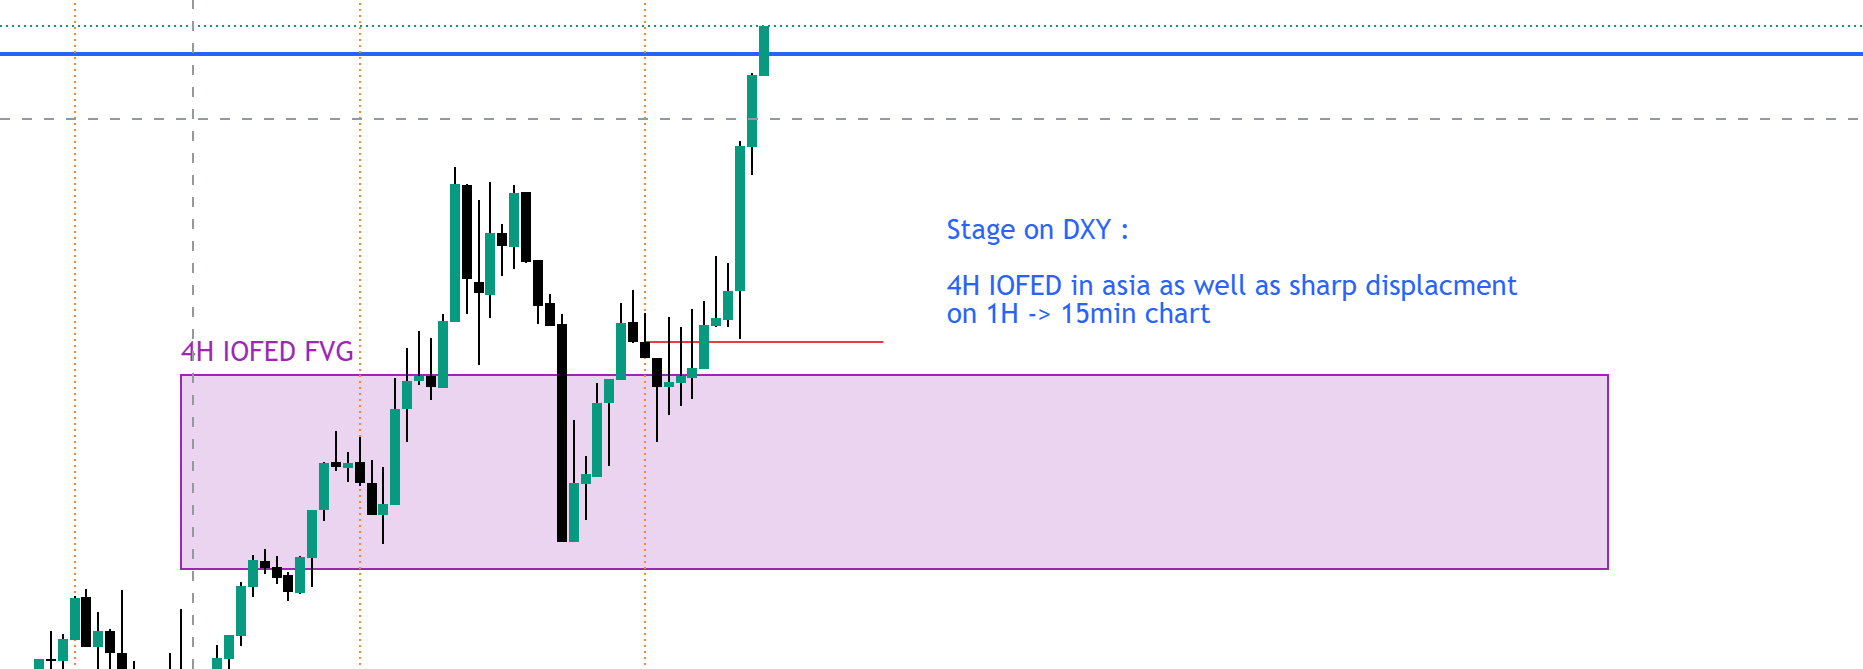 Stage on DXY :
4H IOFED in asia as well as sharp displacment
on 1H -> 15min chart
4H IOFED FVG